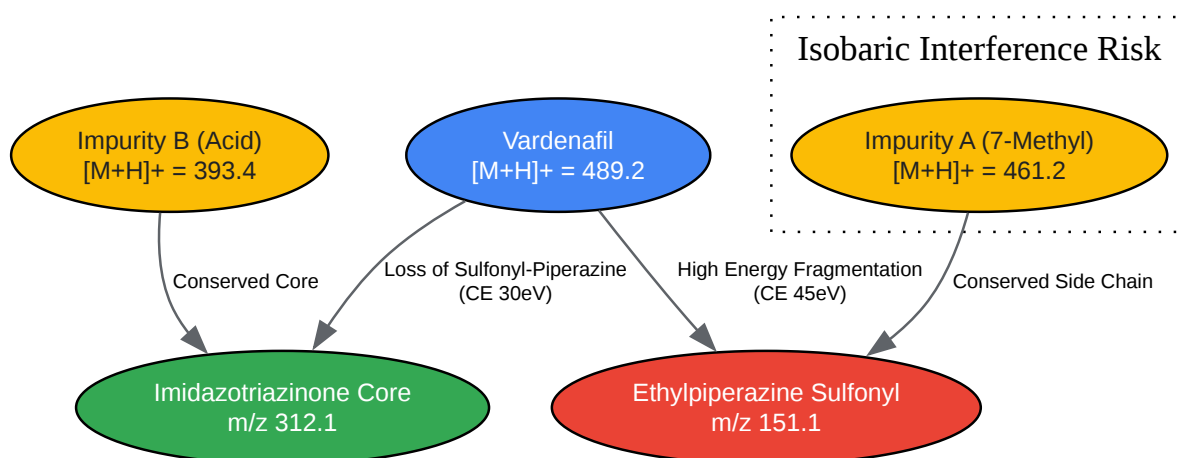 Isobaric Interference Risk
Impurity B (Acid)
[M+H]+ = 393.4
Vardenafil
[M+H]+ = 489.2
Impurity A (7-Methyl)
[M+H]+ = 461.2
Conserved Core
Loss of Sulfonyl-Piperazine
(CE 30eV)
High Energy Fragmentation
(CE 45eV)
Conserved Side Chain
Imidazotriazinone Core
m/z 312.1
Ethylpiperazine Sulfonyl
m/z 151.1